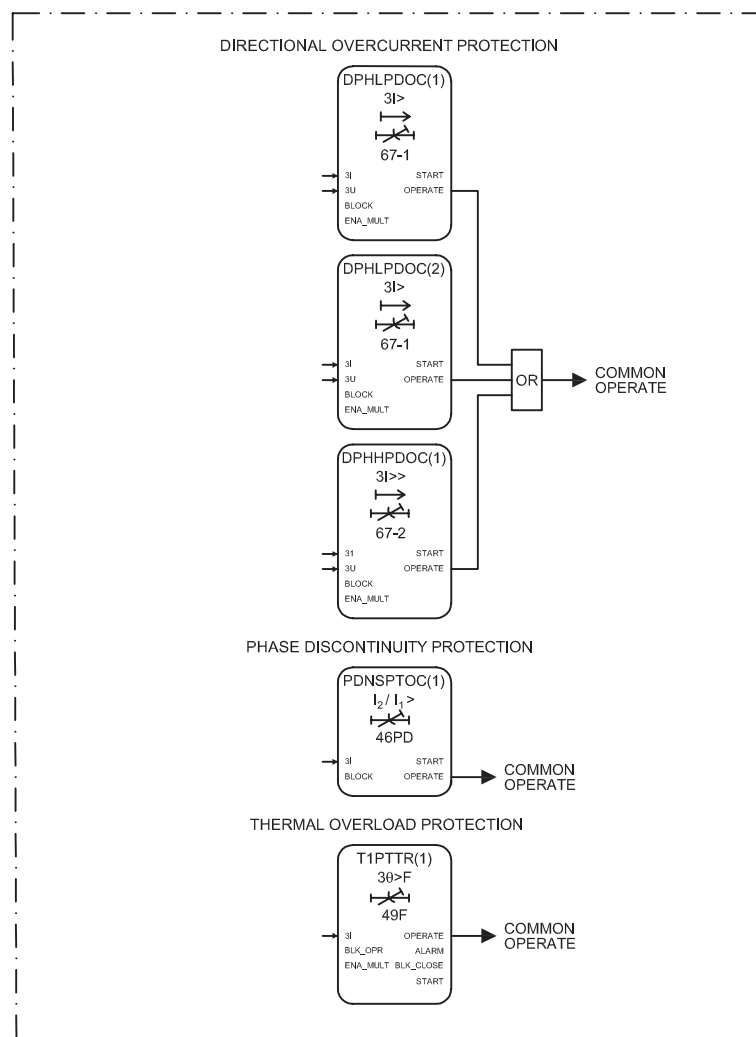 DIRECTIONAL OVERCURRENT PROTECTION
DPHLPDOC(1)
3I>
67-1
3I START
3U OPERATE
BLOCK
ENA_MULT
DPHLPDOC(2)
3I>
67-1
3I START
3U OPERATE
BLOCK
ENA_MULT
OR
COMMON
OPERATE
DPHHPDOC(1)
3I>>
67-2
31 START
3U OPERATE
BLOCK
ENA_MULT
PHASE DISCONTINUITY PROTECTION
PDNSPTOC(1)
I₂/I₁>
46PD
3I START
BLOCK OPERATE
COMMON
OPERATE
THERMAL OVERLOAD PROTECTION
T1PTTR(1)
3θ>F
49F
3I OPERATE
BLK_OPR ALARM
ENA_MULT BLK_CLOSE
START
COMMON
OPERATE